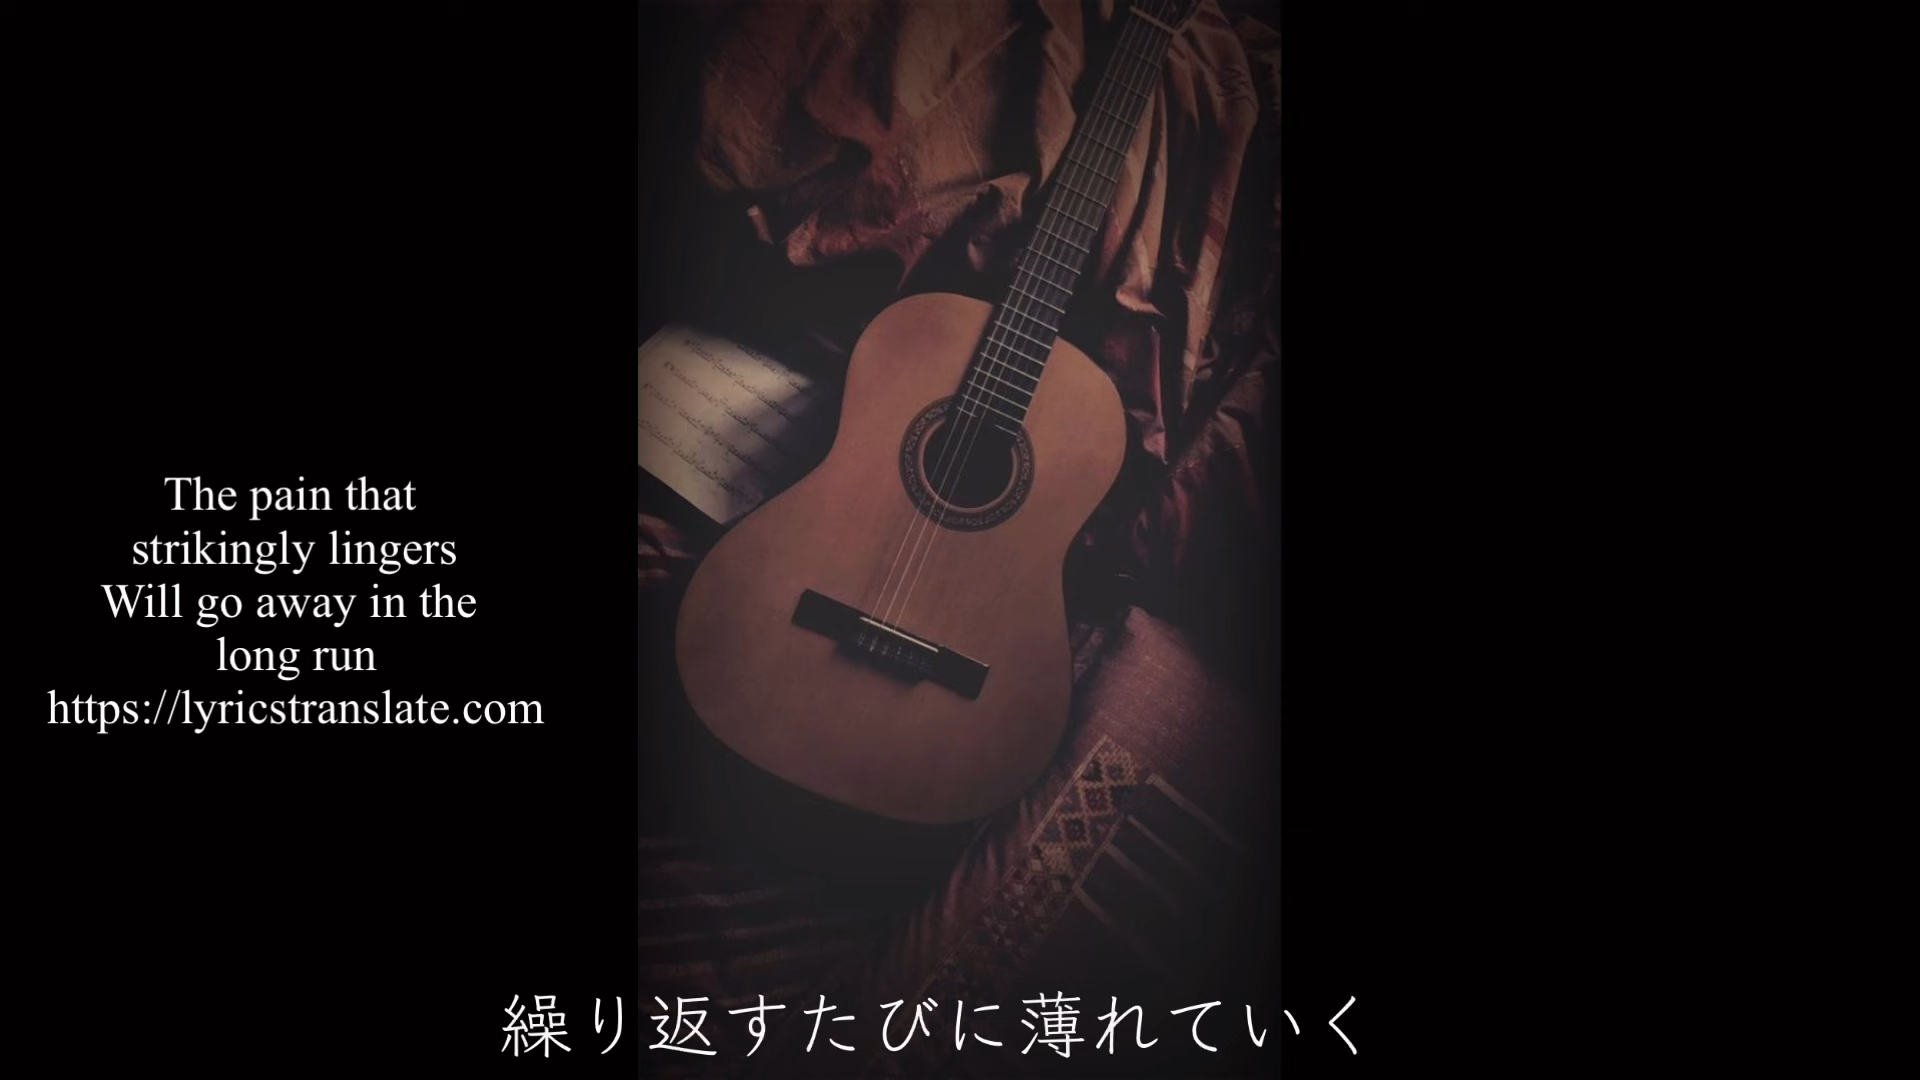 The pain that
strikingly lingers
Will go away in the
long run
https://lyricstranslate.com
繰り返すたびに薄れていく